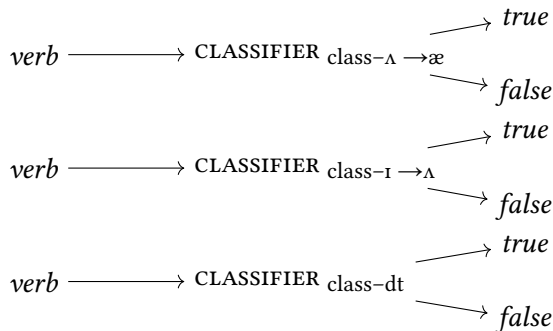 true
verb CLASSIFIER class–ʌ →æ
false
true
verb CLASSIFIER class–ɪ →ʌ
false
true
verb CLASSIFIER class–dt
false